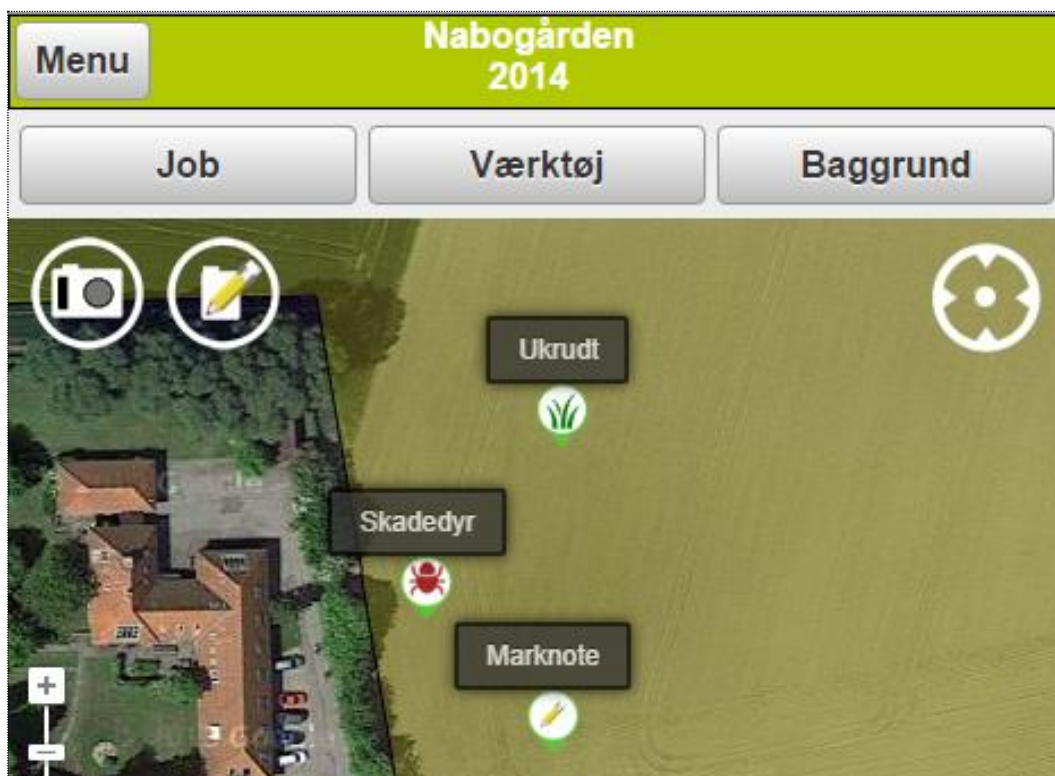 Nabogården
Menu
2014
Job
Værktøj
Baggrund
Ukrudt
Skadedyr
Marknote